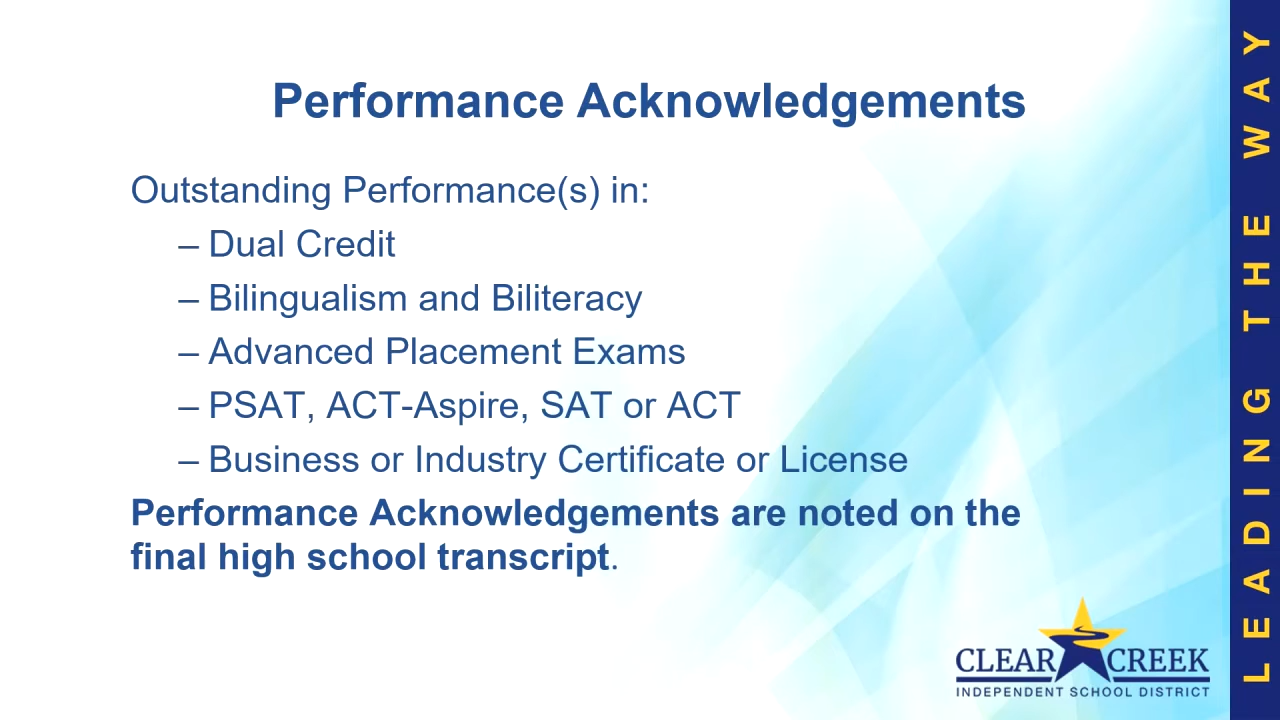 Performance Acknowledgements
Outstanding Performance(s) in:
– Dual Credit
– Bilingualism and Biliteracy
– Advanced Placement Exams
– PSAT, ACT-Aspire, SAT or ACT
– Business or Industry Certificate or License
Performance Acknowledgements are noted on the
final high school transcript.
CLEAR CREEK
INDEPENDENT SCHOOL DISTRICT
LEADING THE WAY